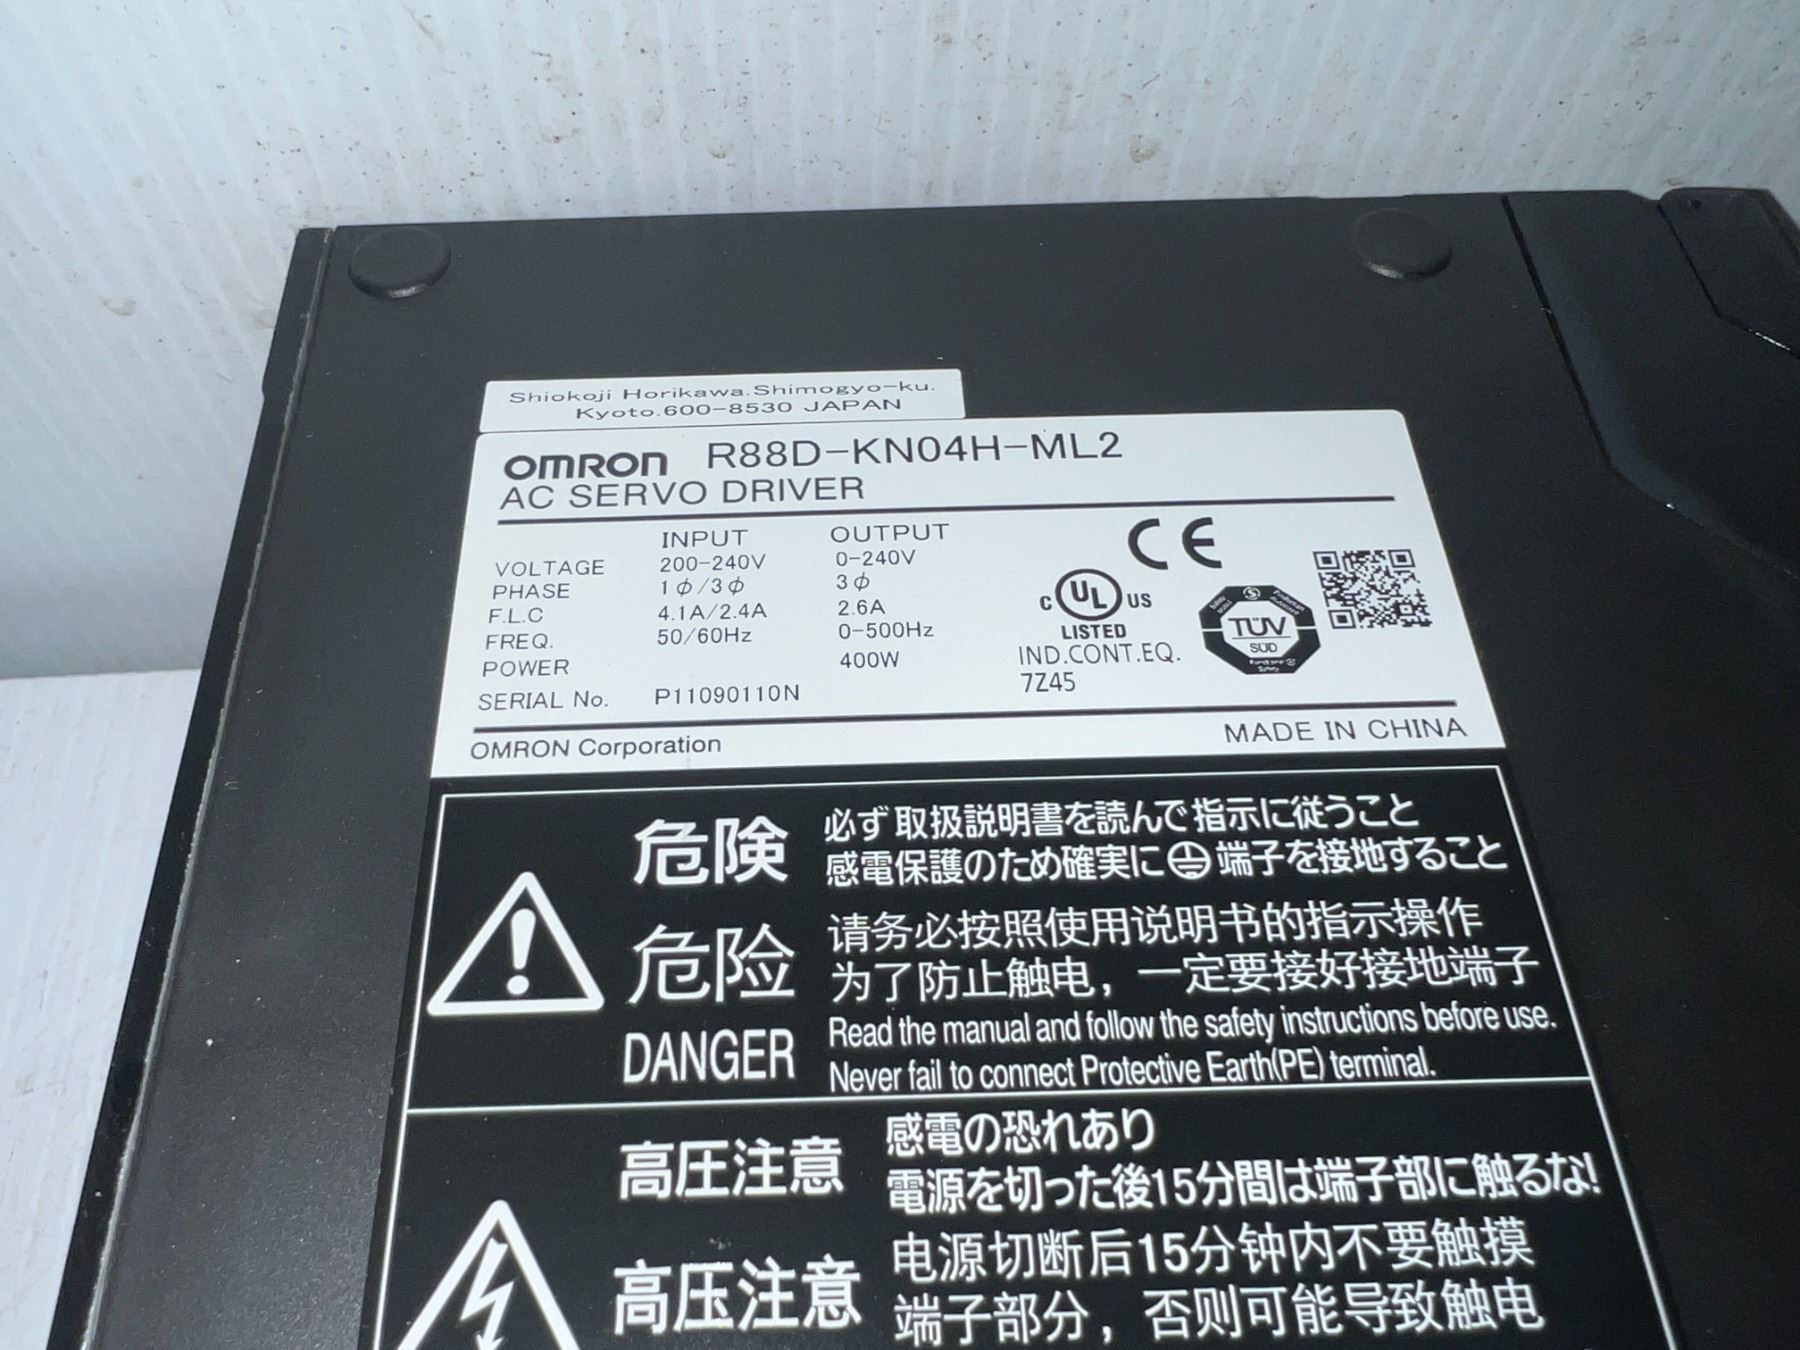 Shiokoji Horikawa.Shimogyo-ku.
Kyoto.600-8530 JAPAN
OMRON R88D-KN04H-ML2
AC SERVO DRIVER
INPUT OUTPUT
VOLTAGE 200-240V 0-240V
PHASE 1φ/3φ 3φ
F.L.C 4.1A/2.4A 2.6A
FREQ. 50/60Hz 0-500Hz
POWER 400W
SERIAL No. P11090110N
CE
C UL US
LISTED
IND.CONT.EQ.
7Z45
TÜV
SÜD
OMRON Corporation
MADE IN CHINA
危険
必ず取扱説明書を読んで指示に従うこと
感電保護のため確実に端子を接地すること
危险
请务必按照使用说明书的指示操作
为了防止触电，一定要接好接地端子
DANGER
Read the manual and follow the safety instructions before use.
Never fail to connect Protective Earth(PE) terminal.
高圧注意
感電の恐れあり
電源を切った後15分間は端子部に触るな!
高压注意
电源切断后15分钟内不要触摸
端子部分，否则可能导致触电